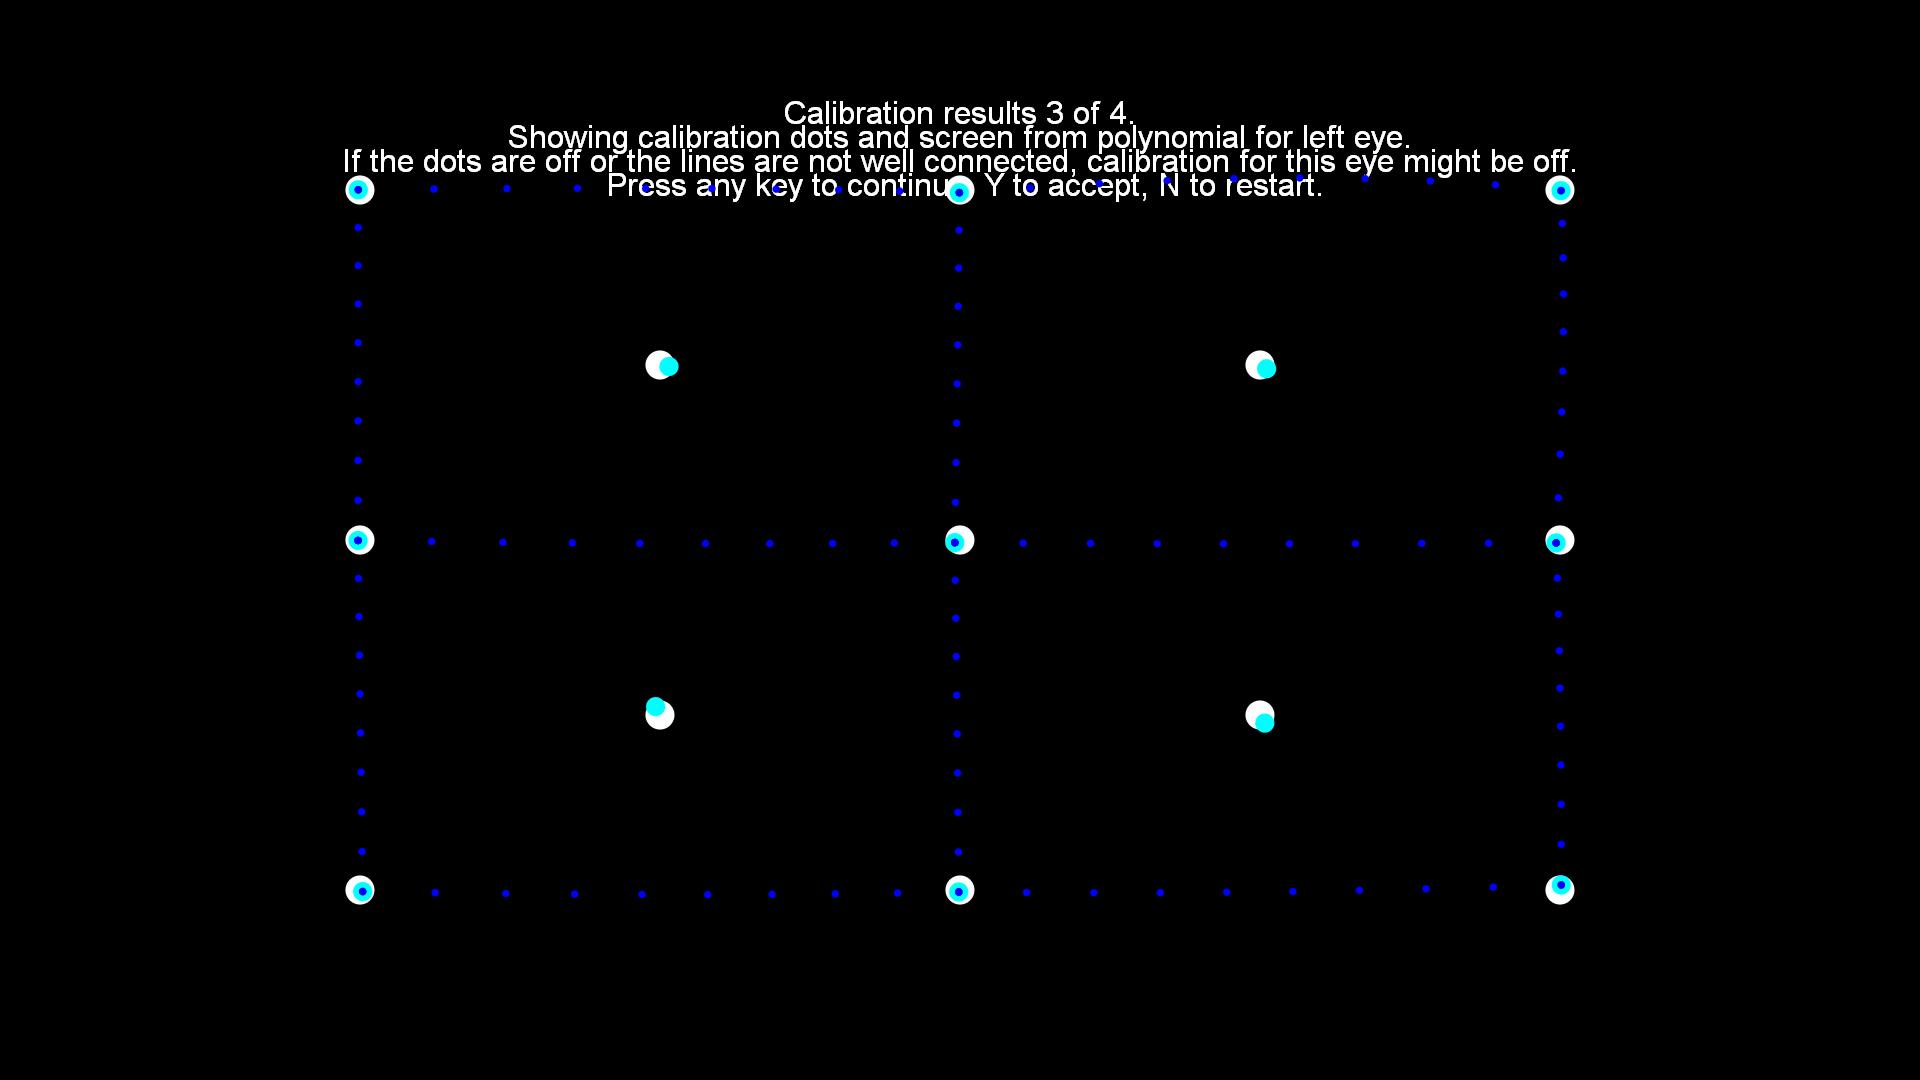 Calibration results 3 of 4.
Showing calibration dots and screen from polynomial for left eye.
If the dots are off or the lines are not well connected, calibration for this eye might be off.
Press any key to continue, Y to accept, N to restart.